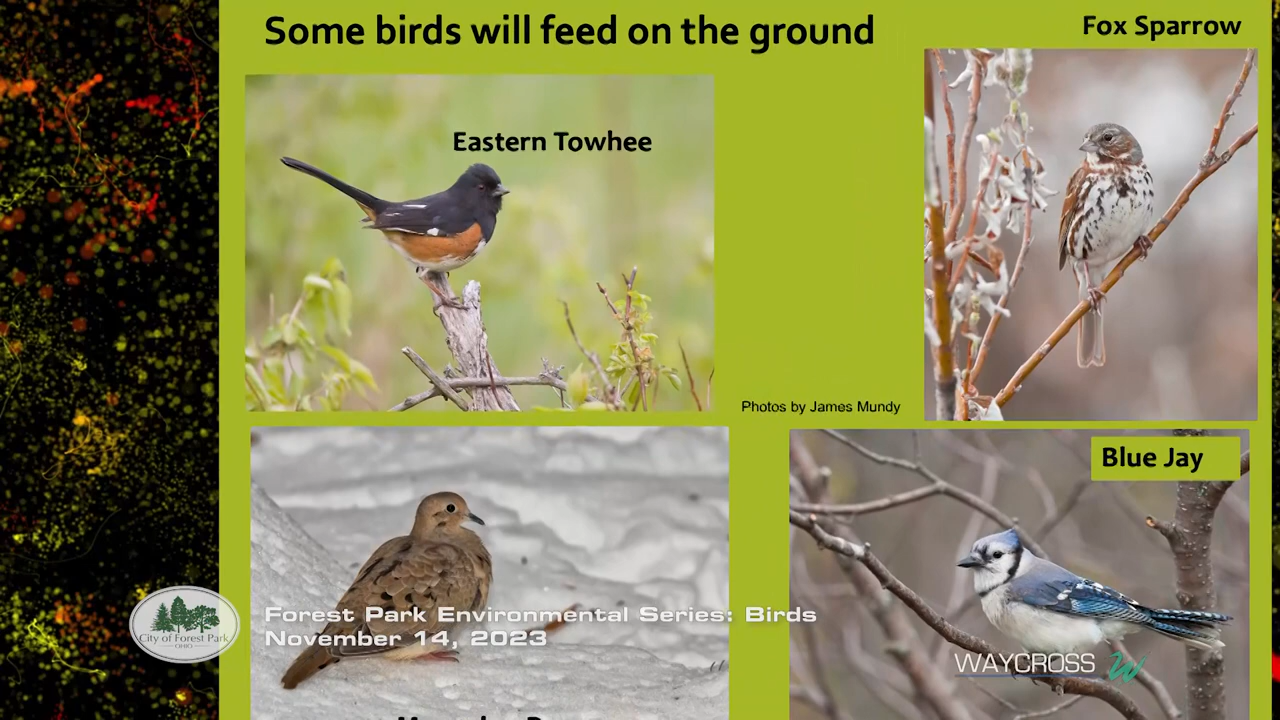 Some birds will feed on the ground
Fox Sparrow
Eastern Towhee
Photos by James Mundy
Blue Jay
Forest Park Environmental Series: Birds
November 14, 2023
City of Forest Park
OHIO
WAYCROSS W